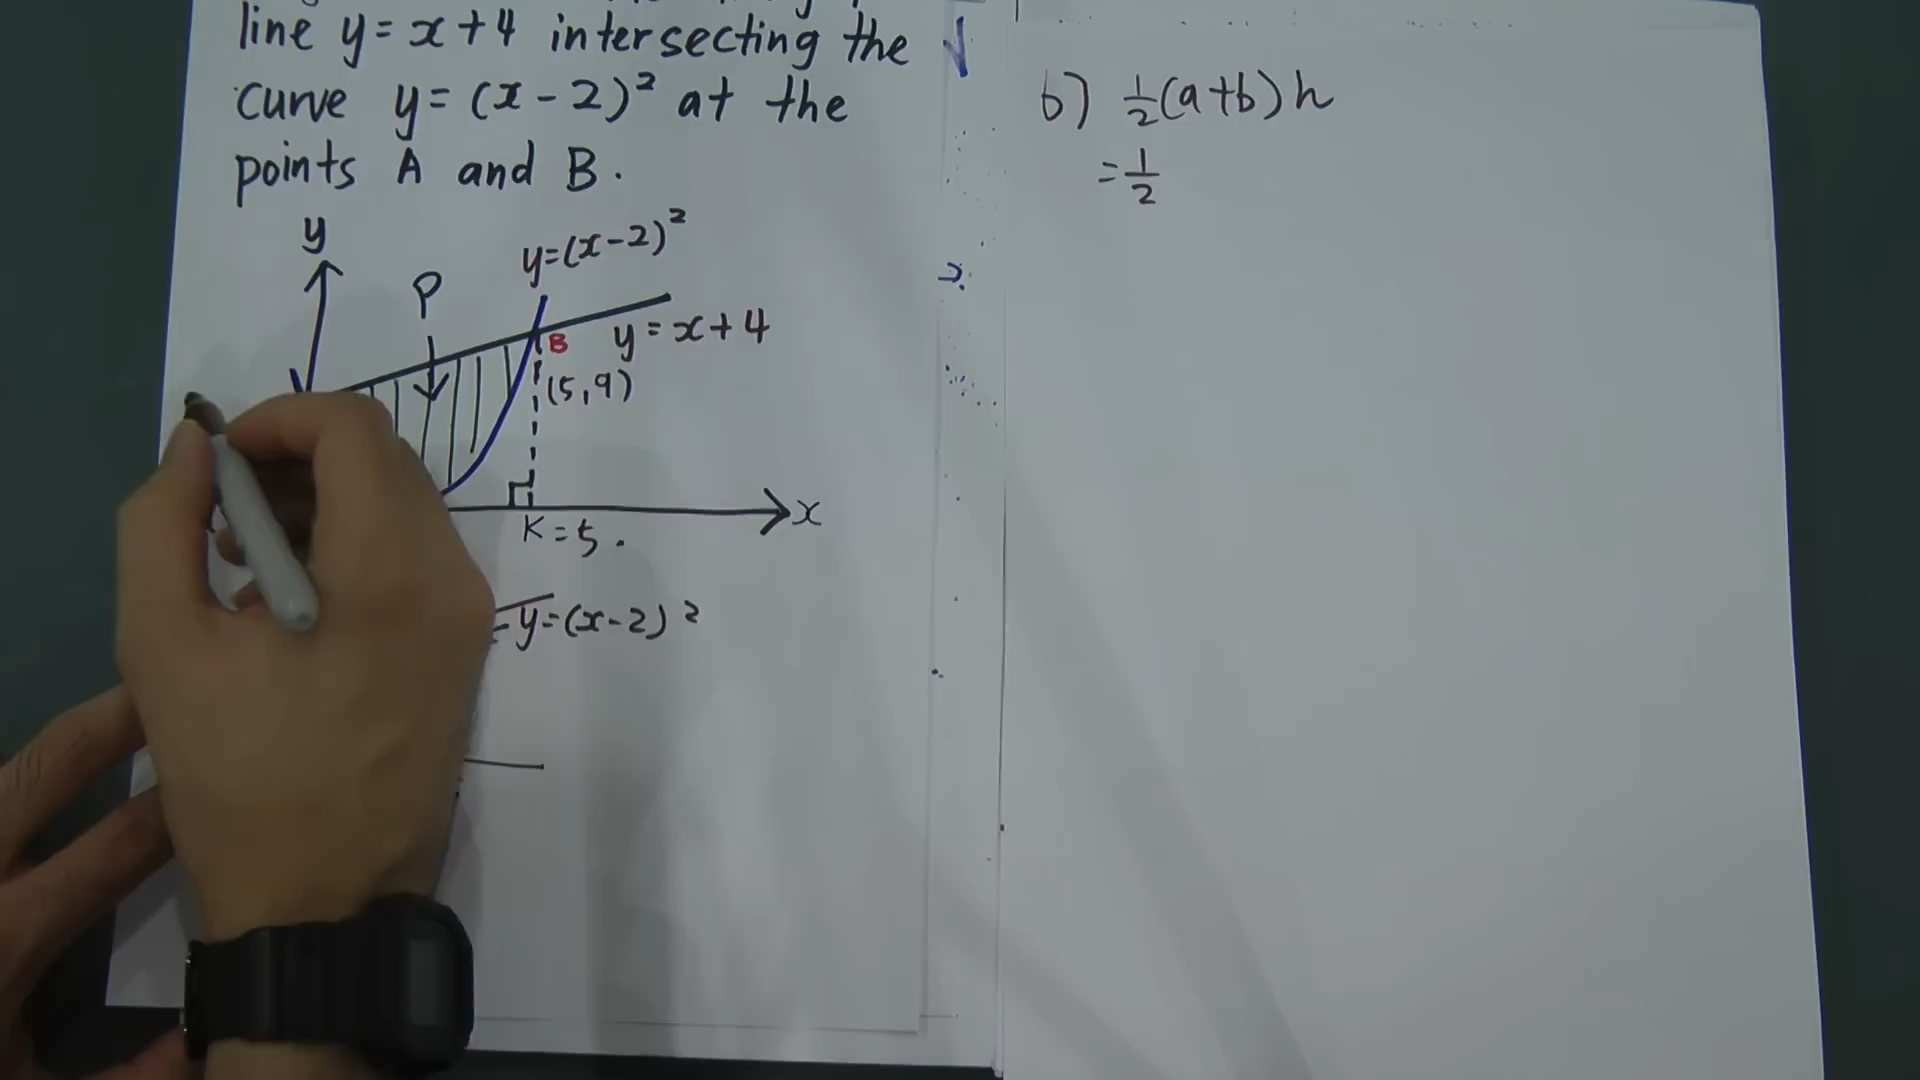 line y = x + 4 intersecting the
curve y = (x - 2)² at the
points A and B.
y
y=(x-2)²
P
B
y = x + 4
(5,9)
x
K = 5.
y=(x-2)²
b) ½(a+b)h
= ½